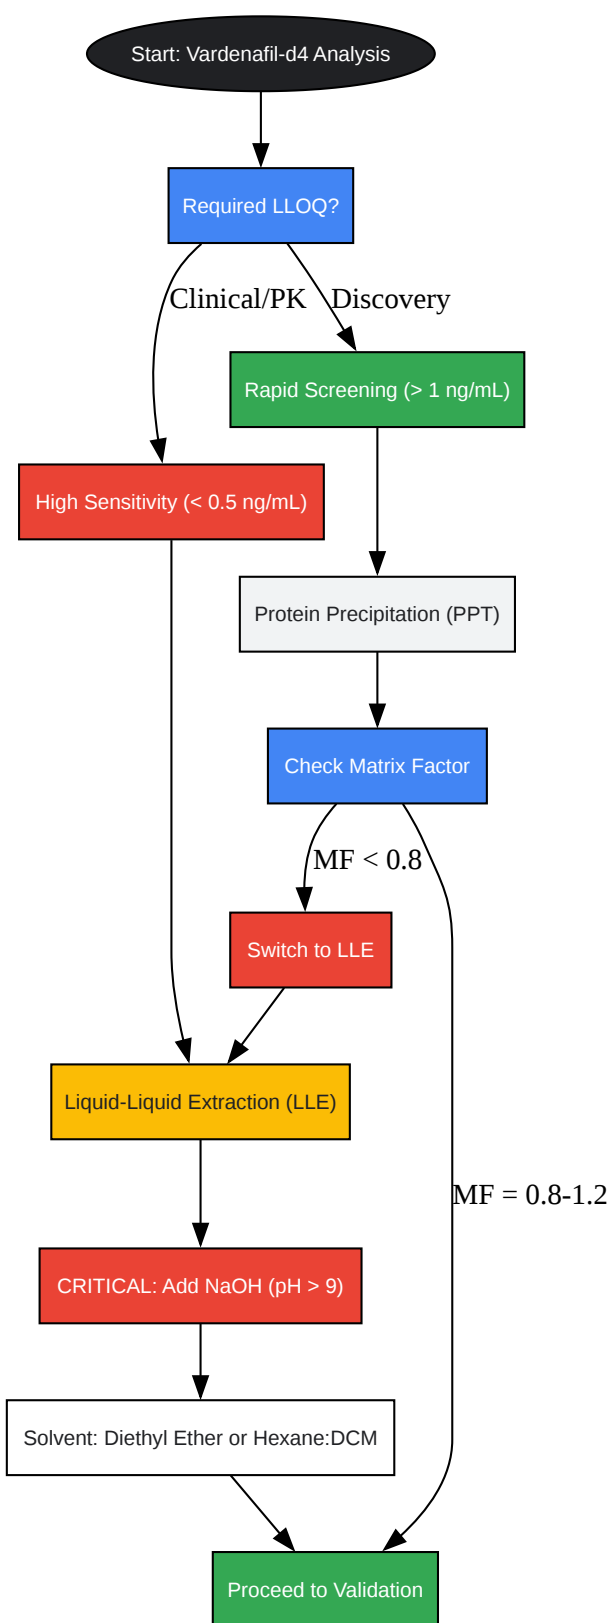 Start: Vardenafil-d4 Analysis
Required LLOQ?
Clinical/PK
Discovery
Rapid Screening (> 1 ng/mL)
High Sensitivity (< 0.5 ng/mL)
Protein Precipitation (PPT)
Check Matrix Factor
MF < 0.8
Switch to LLE
Liquid-Liquid Extraction (LLE)
MF = 0.8-1.2
CRITICAL: Add NaOH (pH > 9)
Solvent: Diethyl Ether or Hexane:DCM
Proceed to Validation